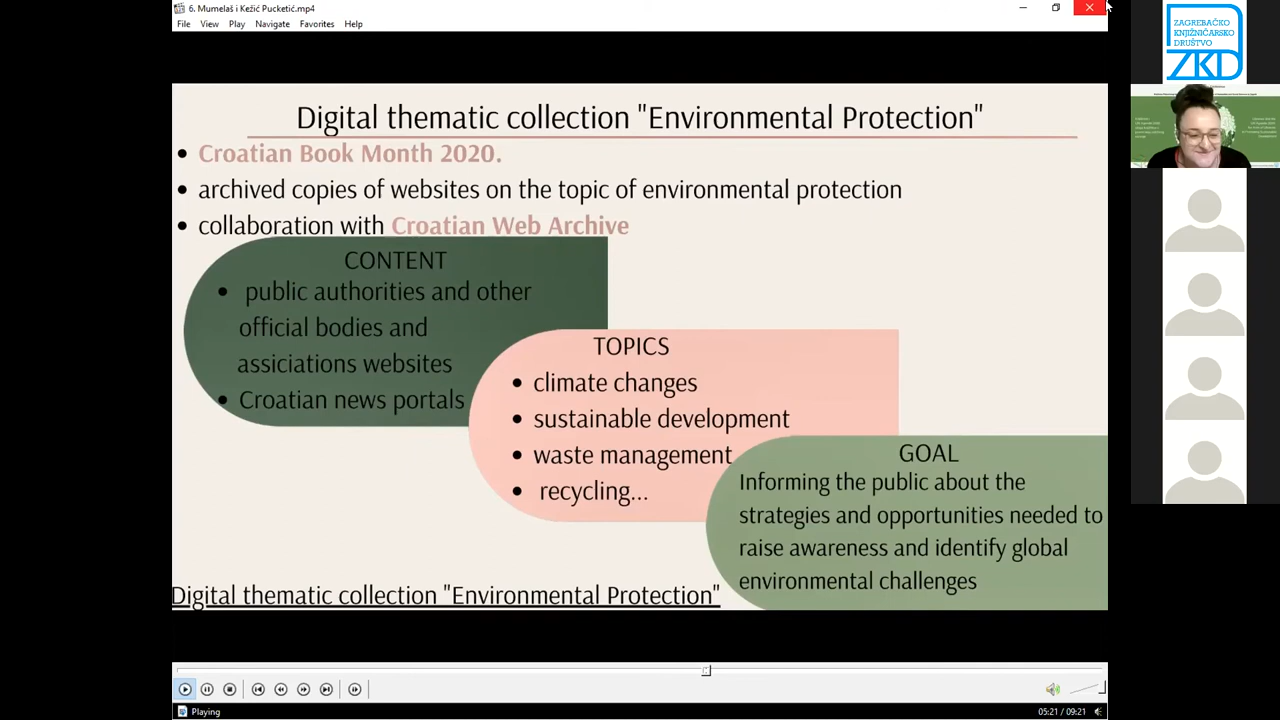 6. Mumelaš i Kežić Pucketić.mp4
File View Play Navigate Favorites Help
ZAGREBAČKO
KNJIŽNIČARSKO
DRUŠTVO
ZKD
Digital thematic collection "Environmental Protection"
• Croatian Book Month 2020.
• archived copies of websites on the topic of environmental protection
• collaboration with Croatian Web Archive
CONTENT
• public authorities and other
official bodies and
assiciations websites
• Croatian news portals
TOPICS
• climate changes
• sustainable development
• waste management
• recycling...
GOAL
Informing the public about the
strategies and opportunities needed to
raise awareness and identify global
environmental challenges
Digital thematic collection "Environmental Protection"
Playing
05:21 / 09:21